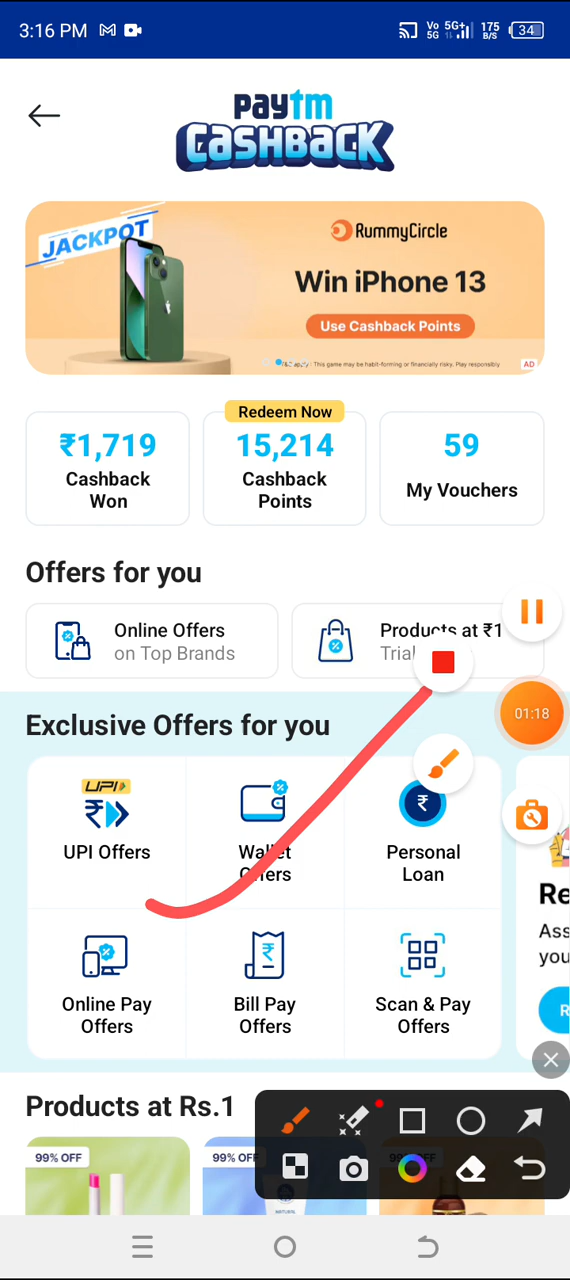 3:16 PM
Vo 5G 5G+ 175 B/S 34
paytm
CASHBACK
JACKPOT
RummyCircle
Win iPhone 13
Use Cashback Points
T&C apply | This game may be habit-forming or financially risky. Play responsibly
AD
Redeem Now
₹1,719 15,214 59
Cashback Won
Cashback Points
My Vouchers
Offers for you
Online Offers
on Top Brands
Products at ₹1
Trial
Exclusive Offers for you
01:18
UPI
UPI Offers
Wallet Offers
Personal Loan
Re
Ass
you
R
Online Pay Offers
Bill Pay Offers
Scan & Pay Offers
Products at Rs.1
99% OFF
99% OFF
NATURAL